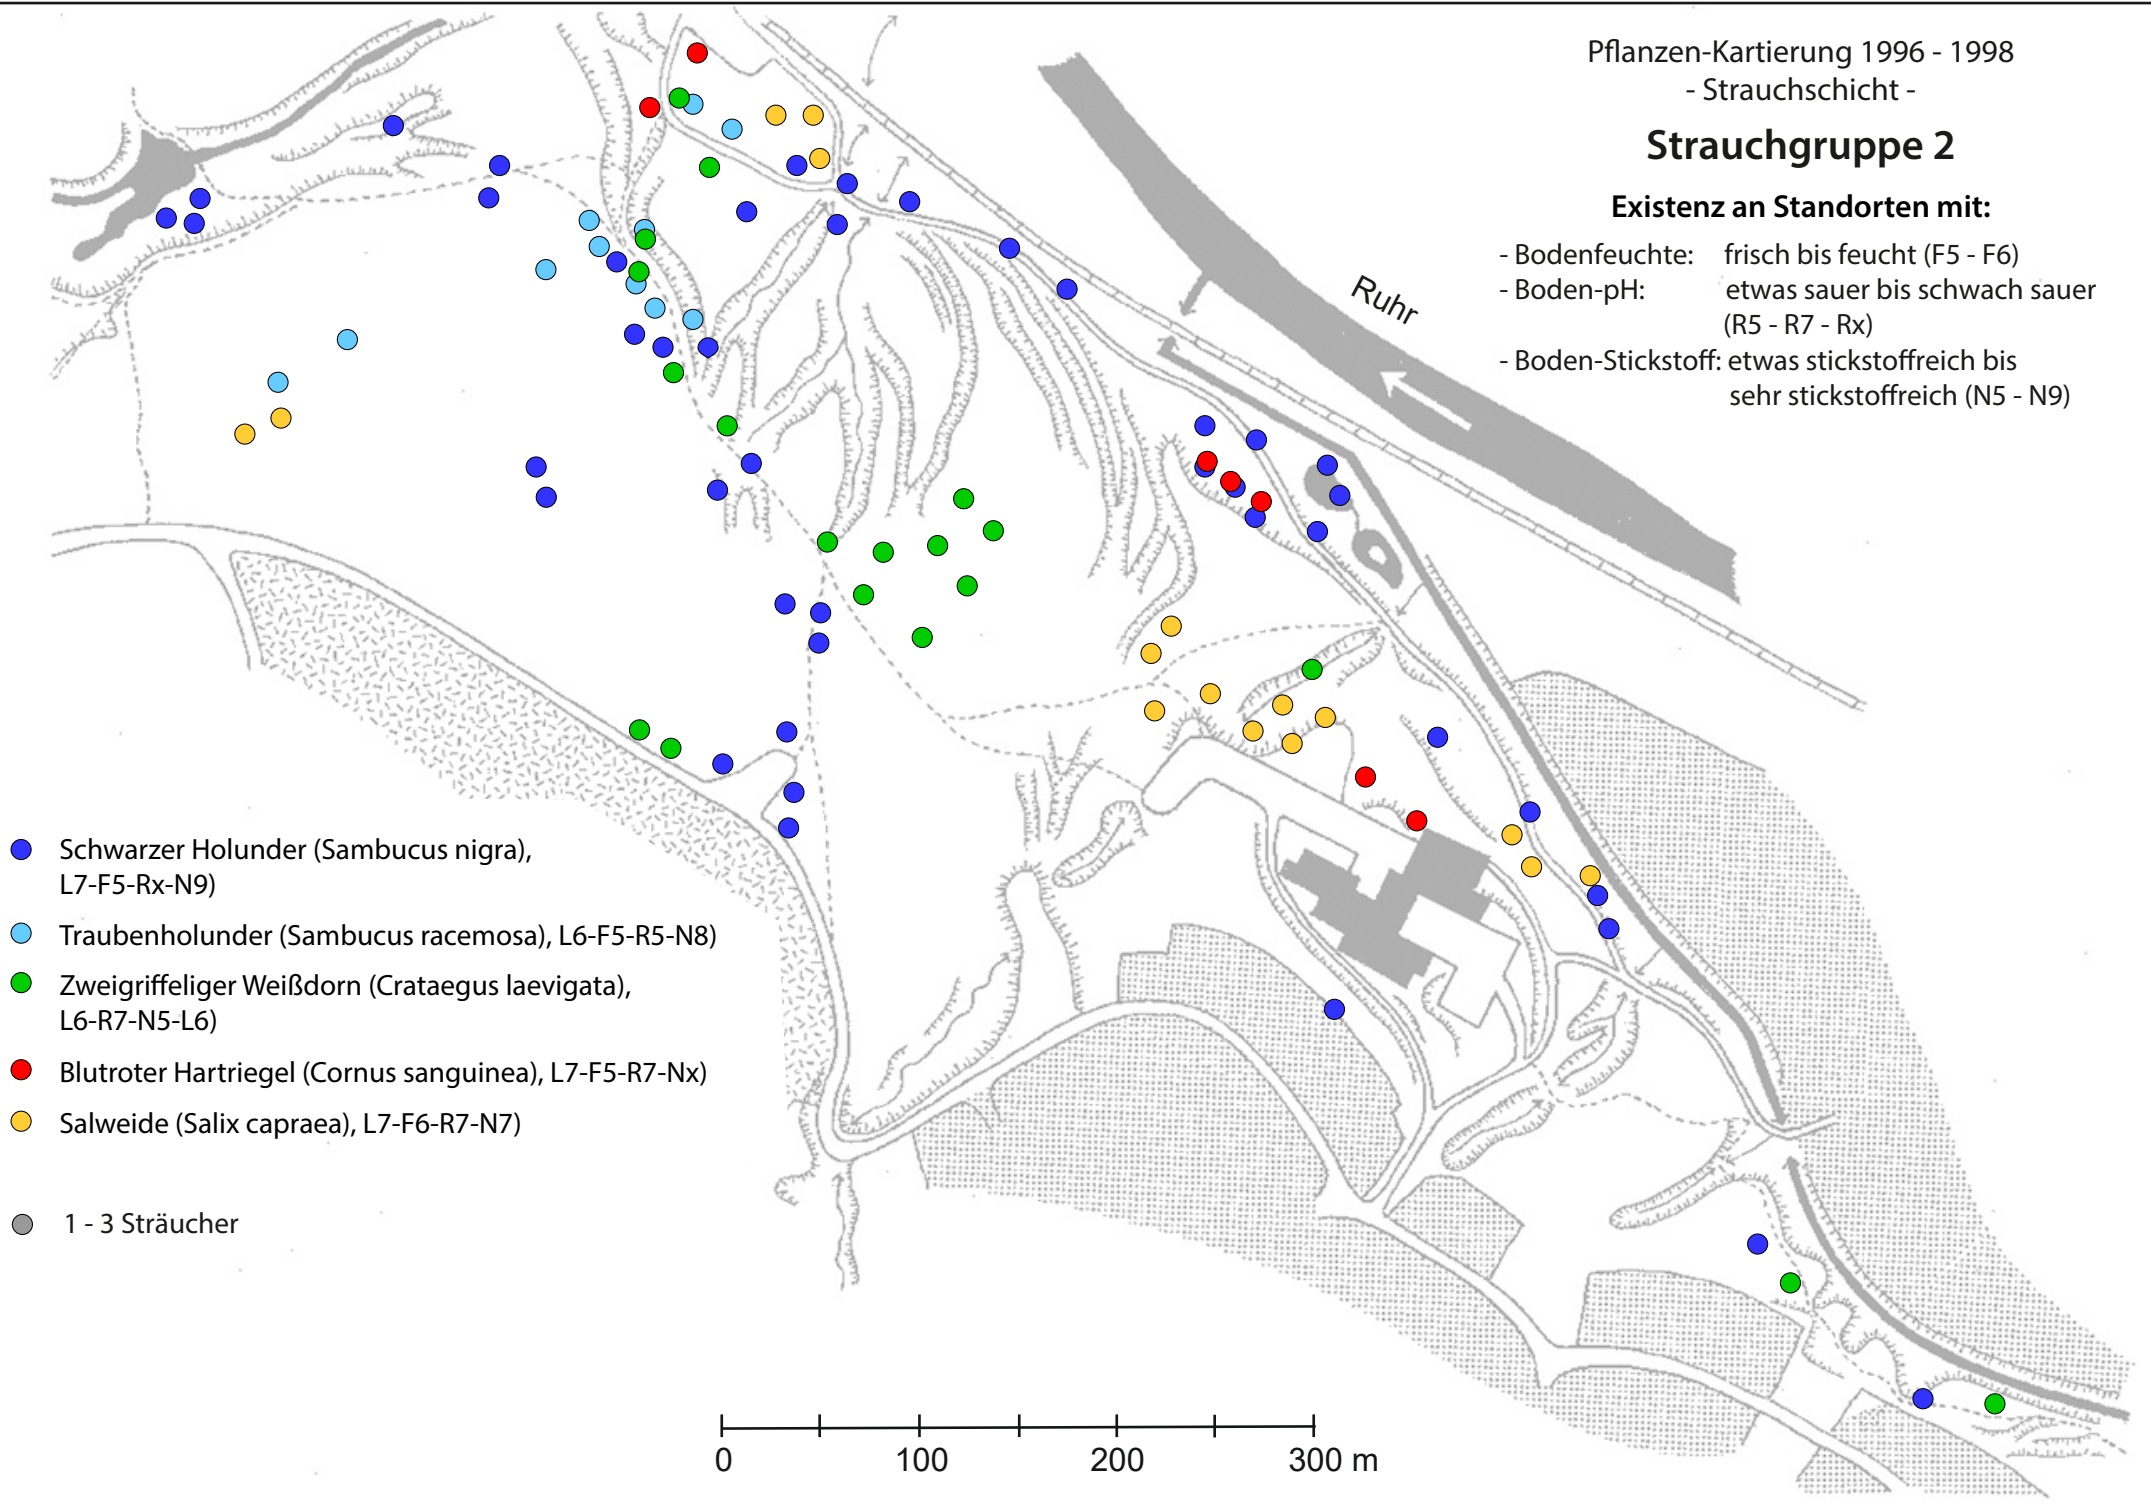 Pflanzen-Kartierung 1996 - 1998
- Strauchschicht -
Strauchgruppe 2
Existenz an Standorten mit:
- Bodenfeuchte: frisch bis feucht (F5 - F6)
- Boden-pH: etwas sauer bis schwach sauer
(R5 - R7 - Rx)
- Boden-Stickstoff: etwas stickstoffreich bis
sehr stickstoffreich (N5 - N9)
Ruhr
Schwarzer Holunder (Sambucus nigra),
L7-F5-Rx-N9)
Traubenholunder (Sambucus racemosa), L6-F5-R5-N8)
Zweigriffeliger Weißdorn (Crataegus laevigata),
L6-R7-N5-L6)
Blutroter Hartriegel (Cornus sanguinea), L7-F5-R7-Nx)
Salweide (Salix capraea), L7-F6-R7-N7)
1 - 3 Sträucher
0 100 200 300 m